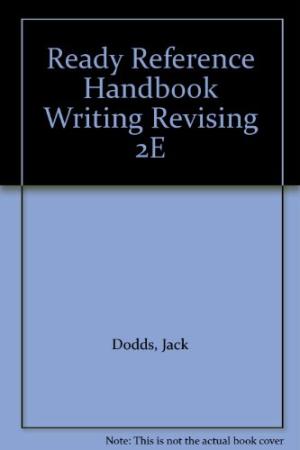 Ready Reference
Handbook
Writing Revising
2E
Dodds, Jack
Note: This is not the actual book cover